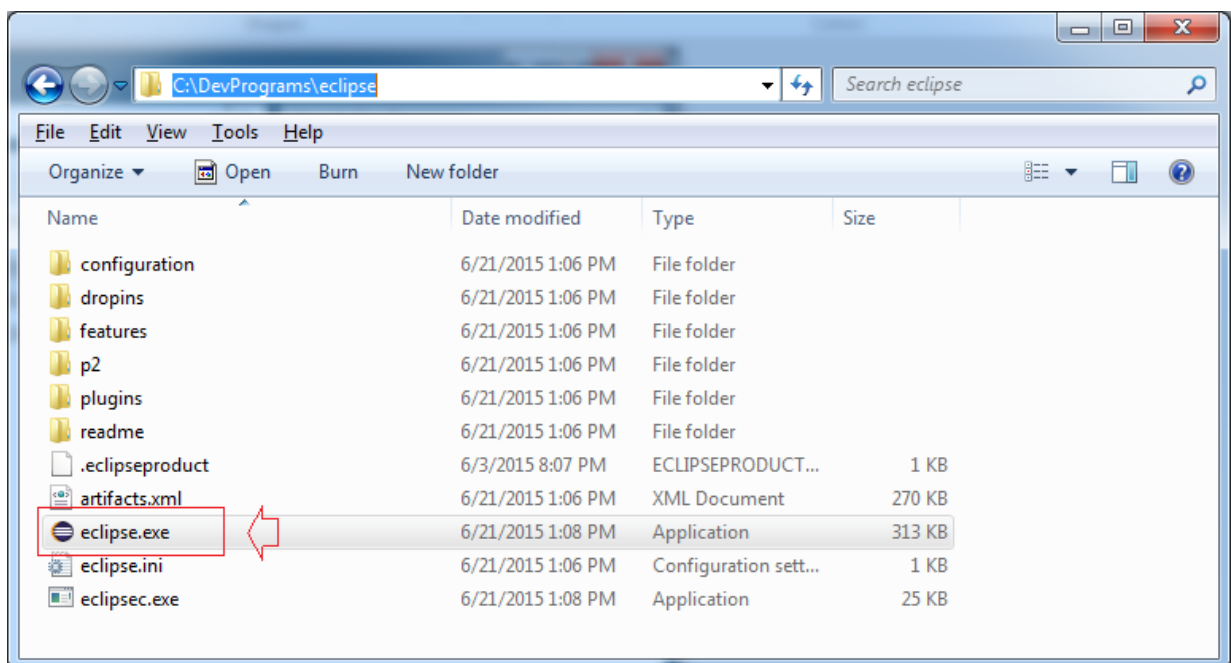 C:\DevPrograms\eclipse Search eclipse
File Edit View Tools Help
Organize Open Burn New folder
Name Date modified Type Size
configuration 6/21/2015 1:06 PM File folder
dropins 6/21/2015 1:06 PM File folder
features 6/21/2015 1:06 PM File folder
p2 6/21/2015 1:06 PM File folder
plugins 6/21/2015 1:06 PM File folder
readme 6/21/2015 1:06 PM File folder
.eclipseproduct 6/3/2015 8:07 PM ECLIPSEPRODUCT... 1 KB
artifacts.xml 6/21/2015 1:06 PM XML Document 270 KB
eclipse.exe 6/21/2015 1:08 PM Application 313 KB
eclipse.ini 6/21/2015 1:06 PM Configuration sett... 1 KB
eclipsec.exe 6/21/2015 1:08 PM Application 25 KB